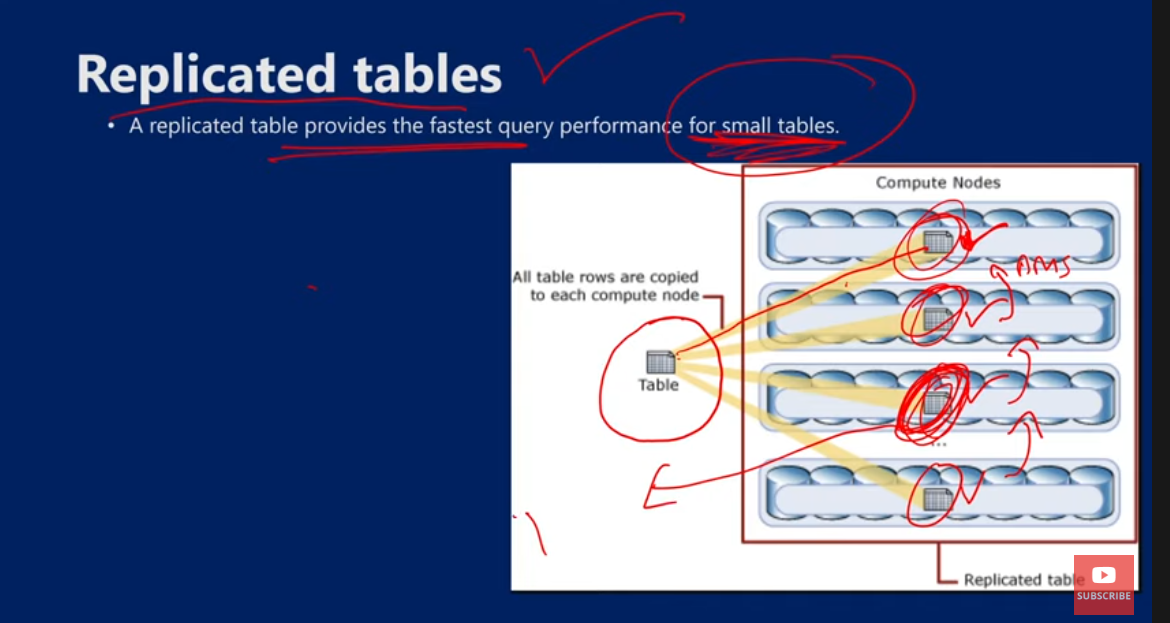 Replicated tables
• A replicated table provides the fastest query performance for small tables.
Compute Nodes
All table rows are copied
to each compute node
DMS
Table
...
Replicated table
SUBSCRIBE